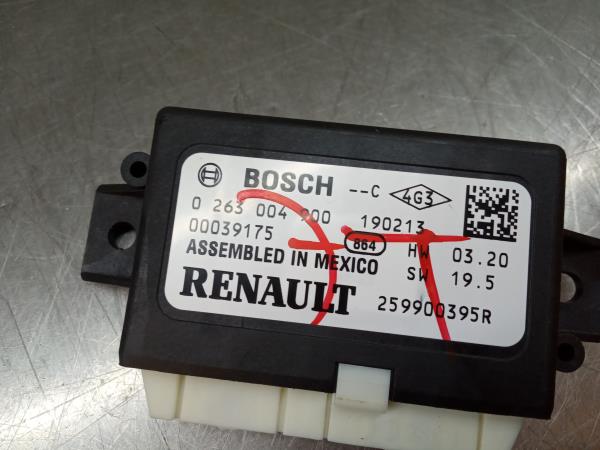 BOSCH --C 4G3
0 263 004 900 190213
00039175 864 HW 03.20
ASSEMBLED IN MEXICO SW 19.5
RENAULT 259900395R